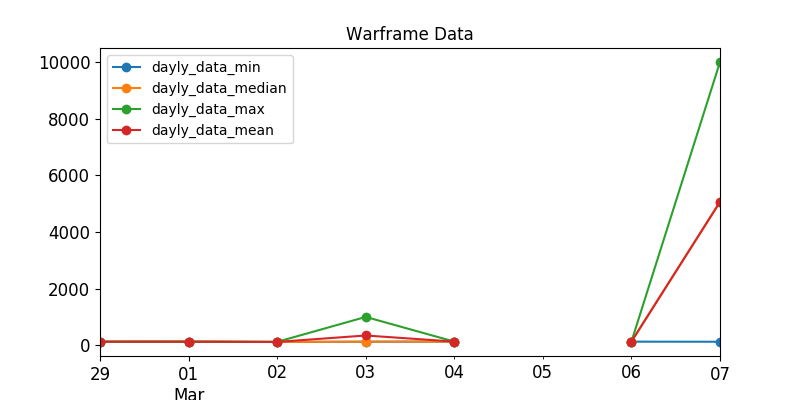 Warframe Data
10000
8000
6000
4000
2000
0
dayly_data_min
dayly_data_median
dayly_data_max
dayly_data_mean
29 01 02 03 04 05 06 07
Mar